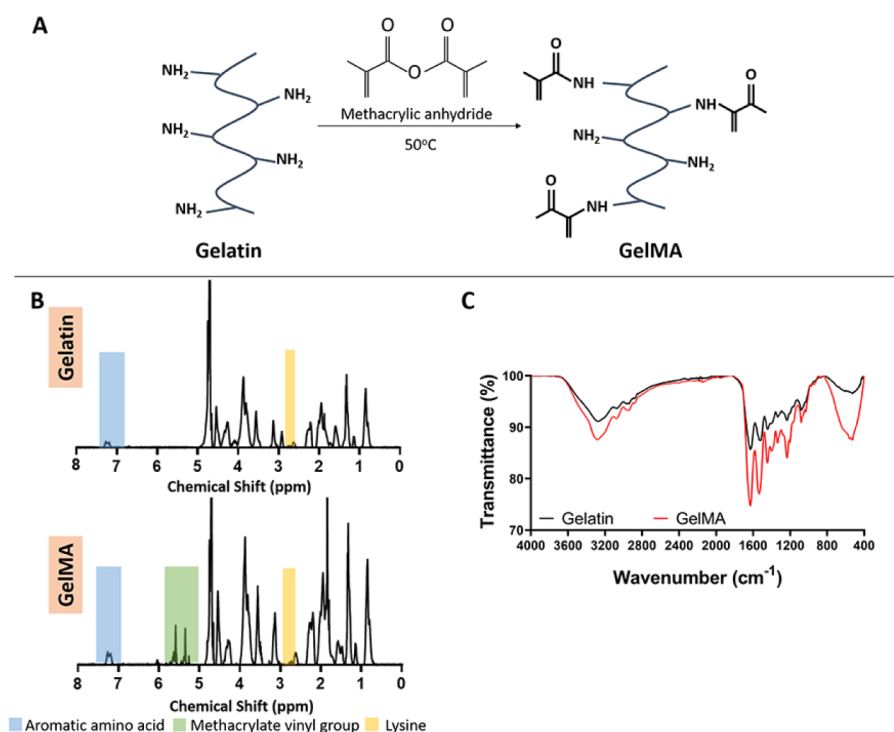 A
NH2
NH2
NH2
NH2
NH2
Gelatin
O
O
O
Methacrylic anhydride
50°C
O
NH
O
NH
NH2
NH2
O
NH
GelMA
B
Gelatin
8 7 6 5 4 3 2 1 0
Chemical Shift (ppm)
GelMA
8 7 6 5 4 3 2 1 0
Chemical Shift (ppm)
Aromatic amino acid Methacrylate vinyl group Lysine
C
Transmittance (%)
100
90
80
70
Gelatin GelMA
4000 3600 3200 2800 2400 2000 1600 1200 800 400
Wavenumber (cm-1)